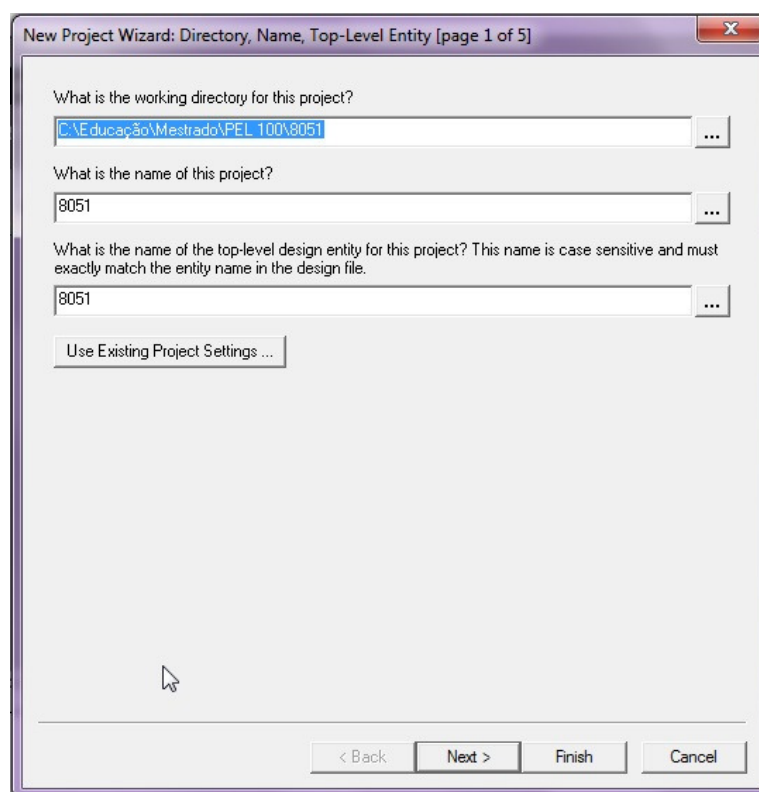 New Project Wizard: Directory, Name, Top-Level Entity [page 1 of 5]
What is the working directory for this project?
C:\Educação\Mestrado\PEL 100\8051
...
What is the name of this project?
8051
...
What is the name of the top-level design entity for this project? This name is case sensitive and must
exactly match the entity name in the design file.
8051
...
Use Existing Project Settings ...
< Back
Next >
Finish
Cancel